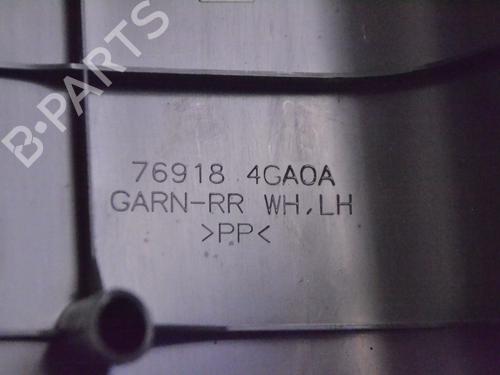 B-PARTS
76918 4GA0A
GARN-RR WH,LH
>PP<